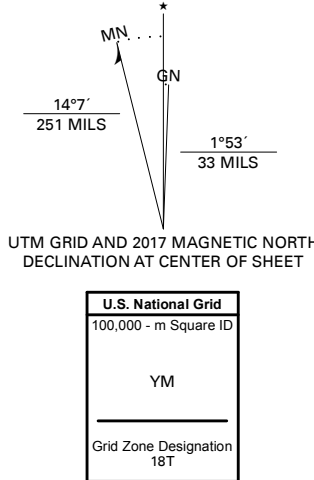 ★
MN
GN
14°7´
251 MILS
1°53´
33 MILS
UTM GRID AND 2017 MAGNETIC NORTH
DECLINATION AT CENTER OF SHEET
U.S. National Grid
100,000 - m Square ID
YM
Grid Zone Designation
18T